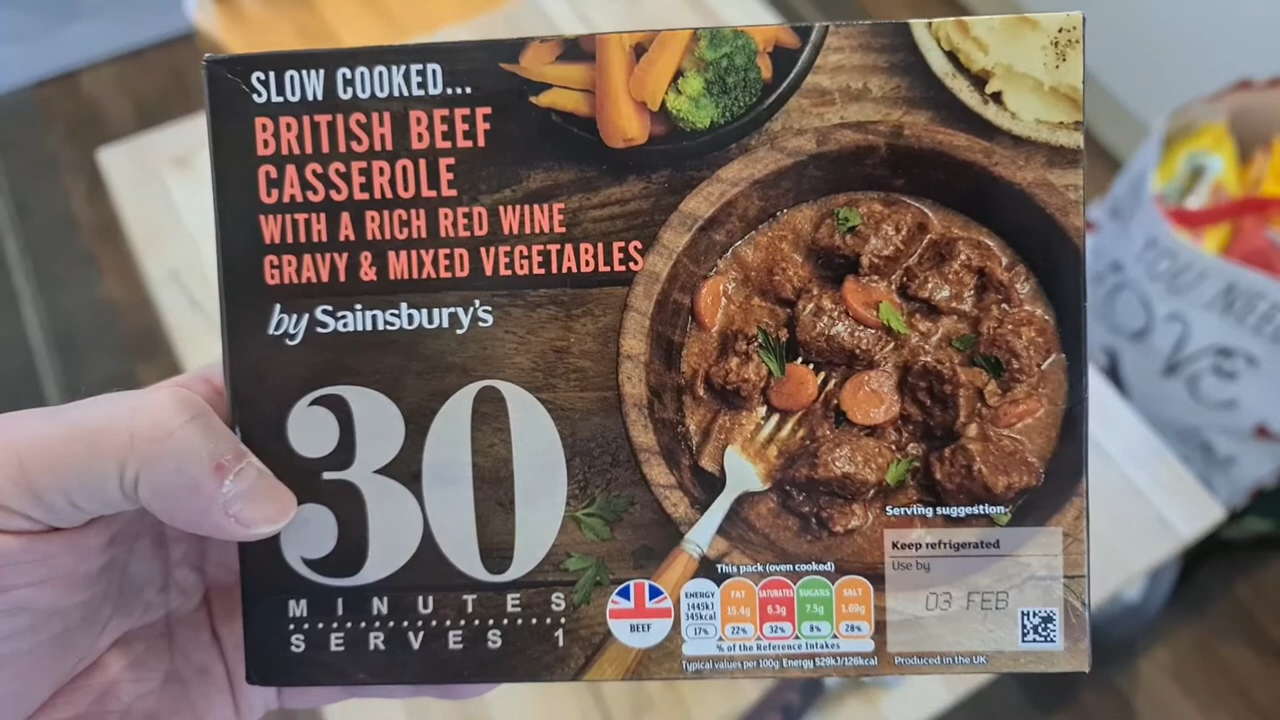 SLOW COOKED...
BRITISH BEEF
CASSEROLE
WITH A RICH RED WINE
GRAVY & MIXED VEGETABLES
by Sainsbury's
30
MINUTES
SERVES 1
Serving suggestion
Keep refrigerated
Use by
03 FEB
Produced in the UK
BEEF
This pack (oven cooked)
ENERGY 1445kJ 345kcal 17%
FAT 15.4g 22%
SATURATES 6.3g 32%
SUGARS 7.5g 8%
SALT 1.69g 28%
% of the Reference Intakes
Typical values per 100g: Energy 529kJ/126kcal
YOU NEED